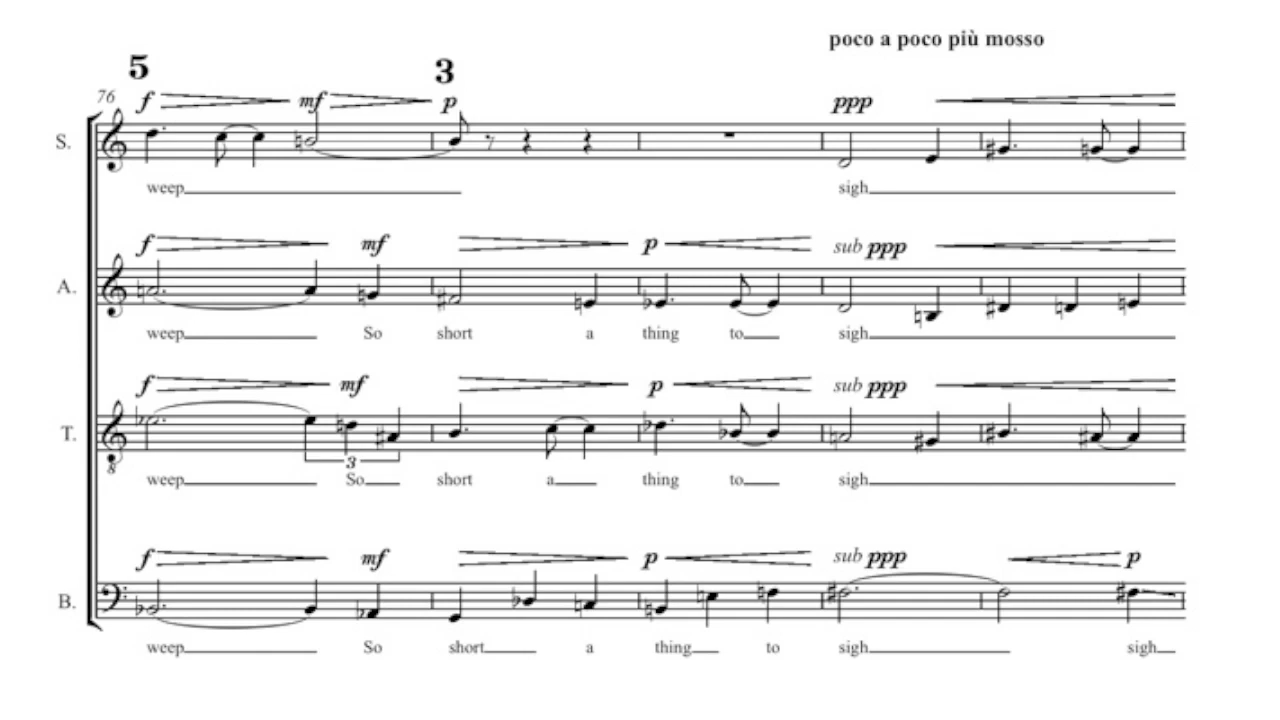 poco a poco più mosso
5 3
76 f mf p ppp
S.
weep sigh
f mf p sub ppp
A.
weep So short a thing to sigh
f mf p sub ppp
T.
8
3
weep So short a thing to sigh
f mf p sub ppp p
B.
weep So short a thing to sigh sigh